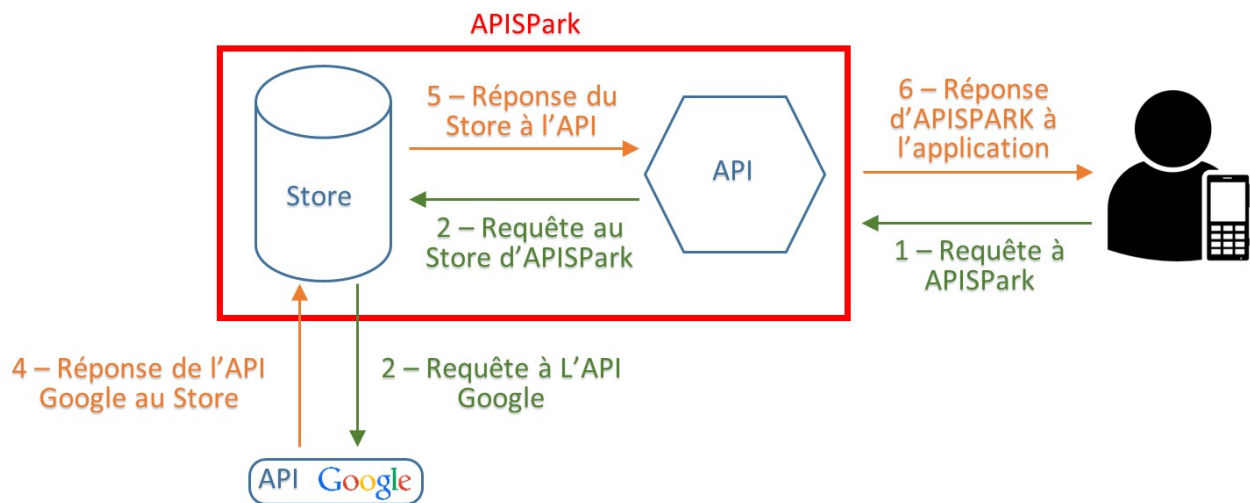 APISPark
5 – Réponse du
Store à l'API
6 – Réponse
d'APISPARK à
l'application
Store
API
2 – Requête au
Store d'APISPark
1 – Requête à
APISPark
4 – Réponse de l'API
Google au Store
2 – Requête à L'API
Google
API Google